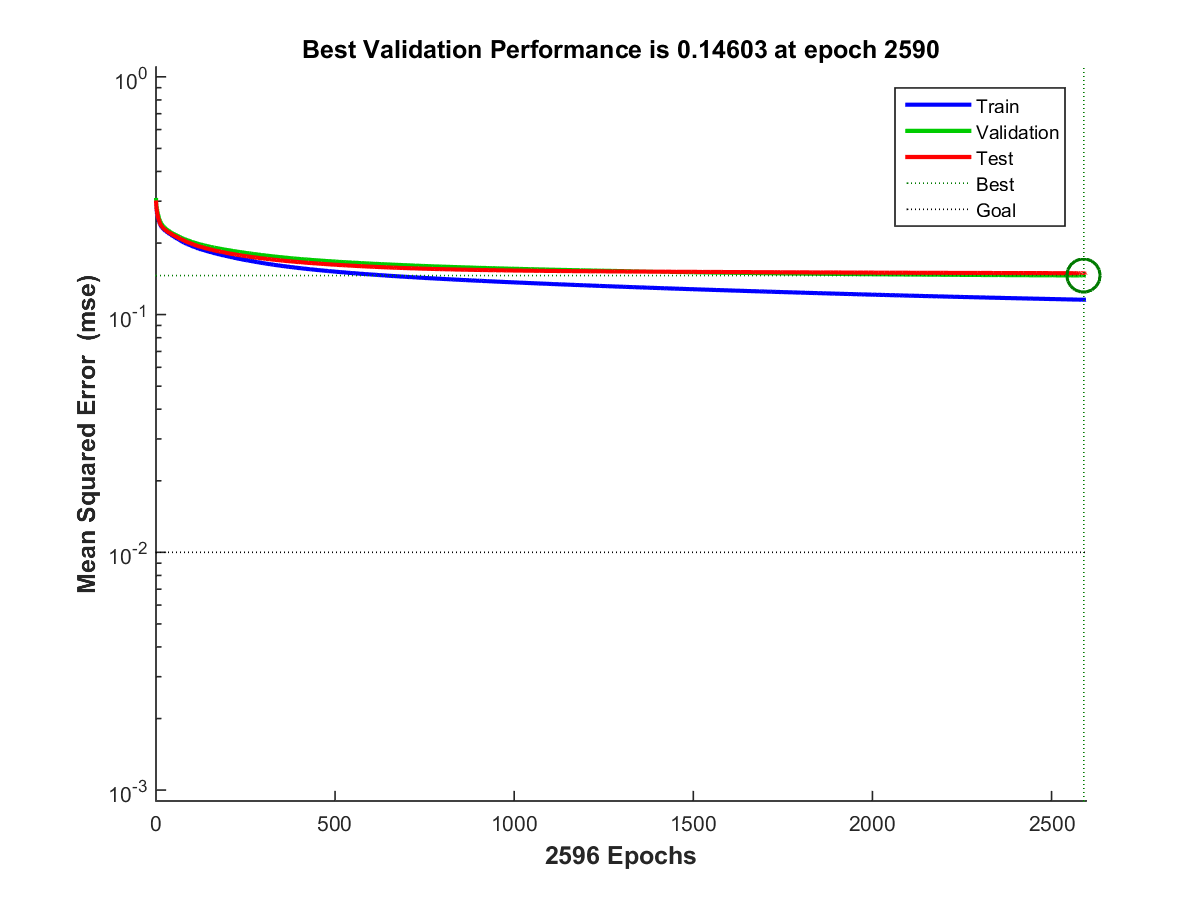 Best Validation Performance is 0.14603 at epoch 2590
Mean Squared Error (mse)
10^0
10^-1
10^-2
10^-3
Train
Validation
Test
Best
Goal
0 500 1000 1500 2000 2500
2596 Epochs